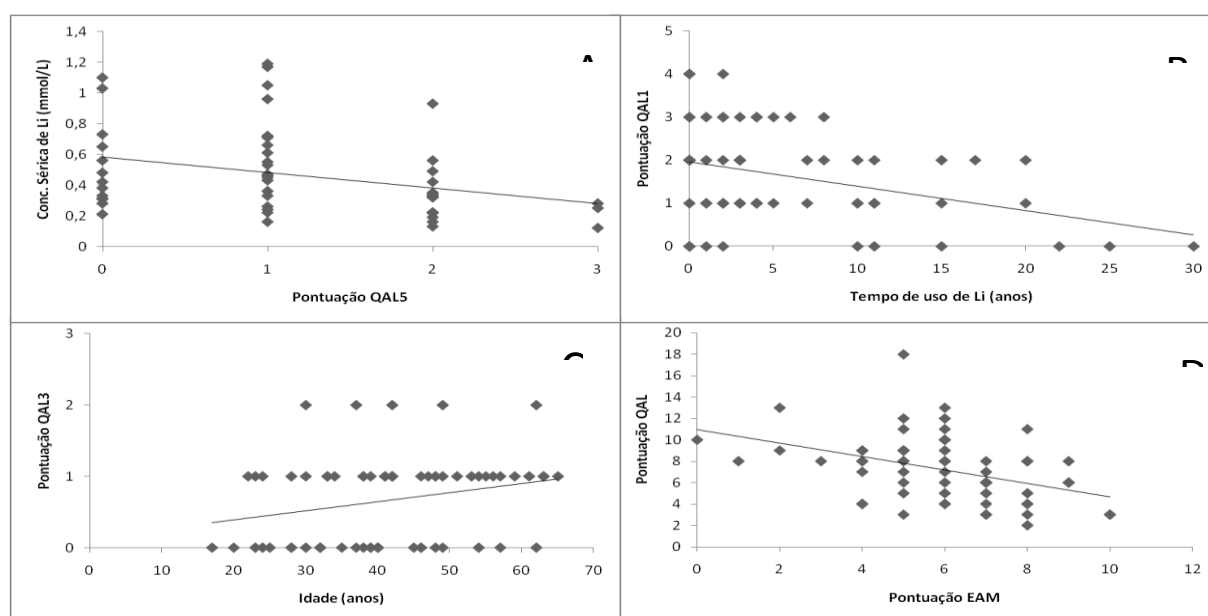 A
Conc. Sérica de Li (mmol/L)
1,4
1,2
1
0,8
0,6
0,4
0,2
0
0 1 2 3
Pontuação QAL5
Pontuação QAL1
5
4
3
2
1
0
0 5 10 15 20 25 30
Tempo de uso de Li (anos)
Pontuação QAL3
3
2
1
0
0 10 20 30 40 50 60 70
Idade (anos)
D
Pontuação QAL
20
18
16
14
12
10
8
6
4
2
0
0 2 4 6 8 10 12
Pontuação EAM